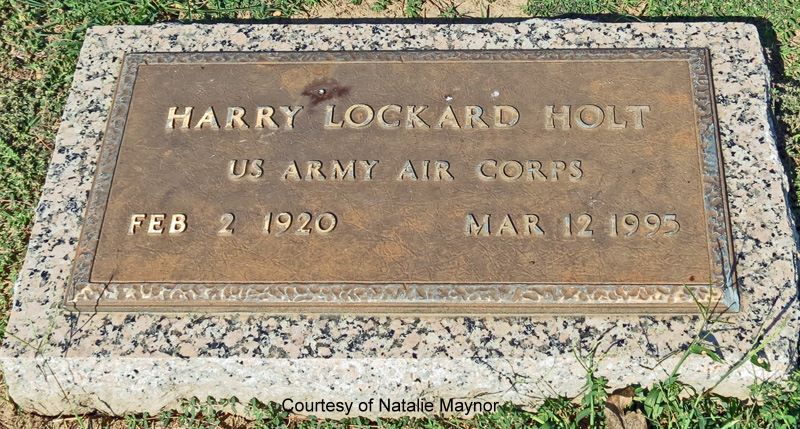 HARRY LOCKARD HOLT
US ARMY AIR CORPS
FEB 2 1920 MAR 12 1995
Courtesy of Natalie Maynor